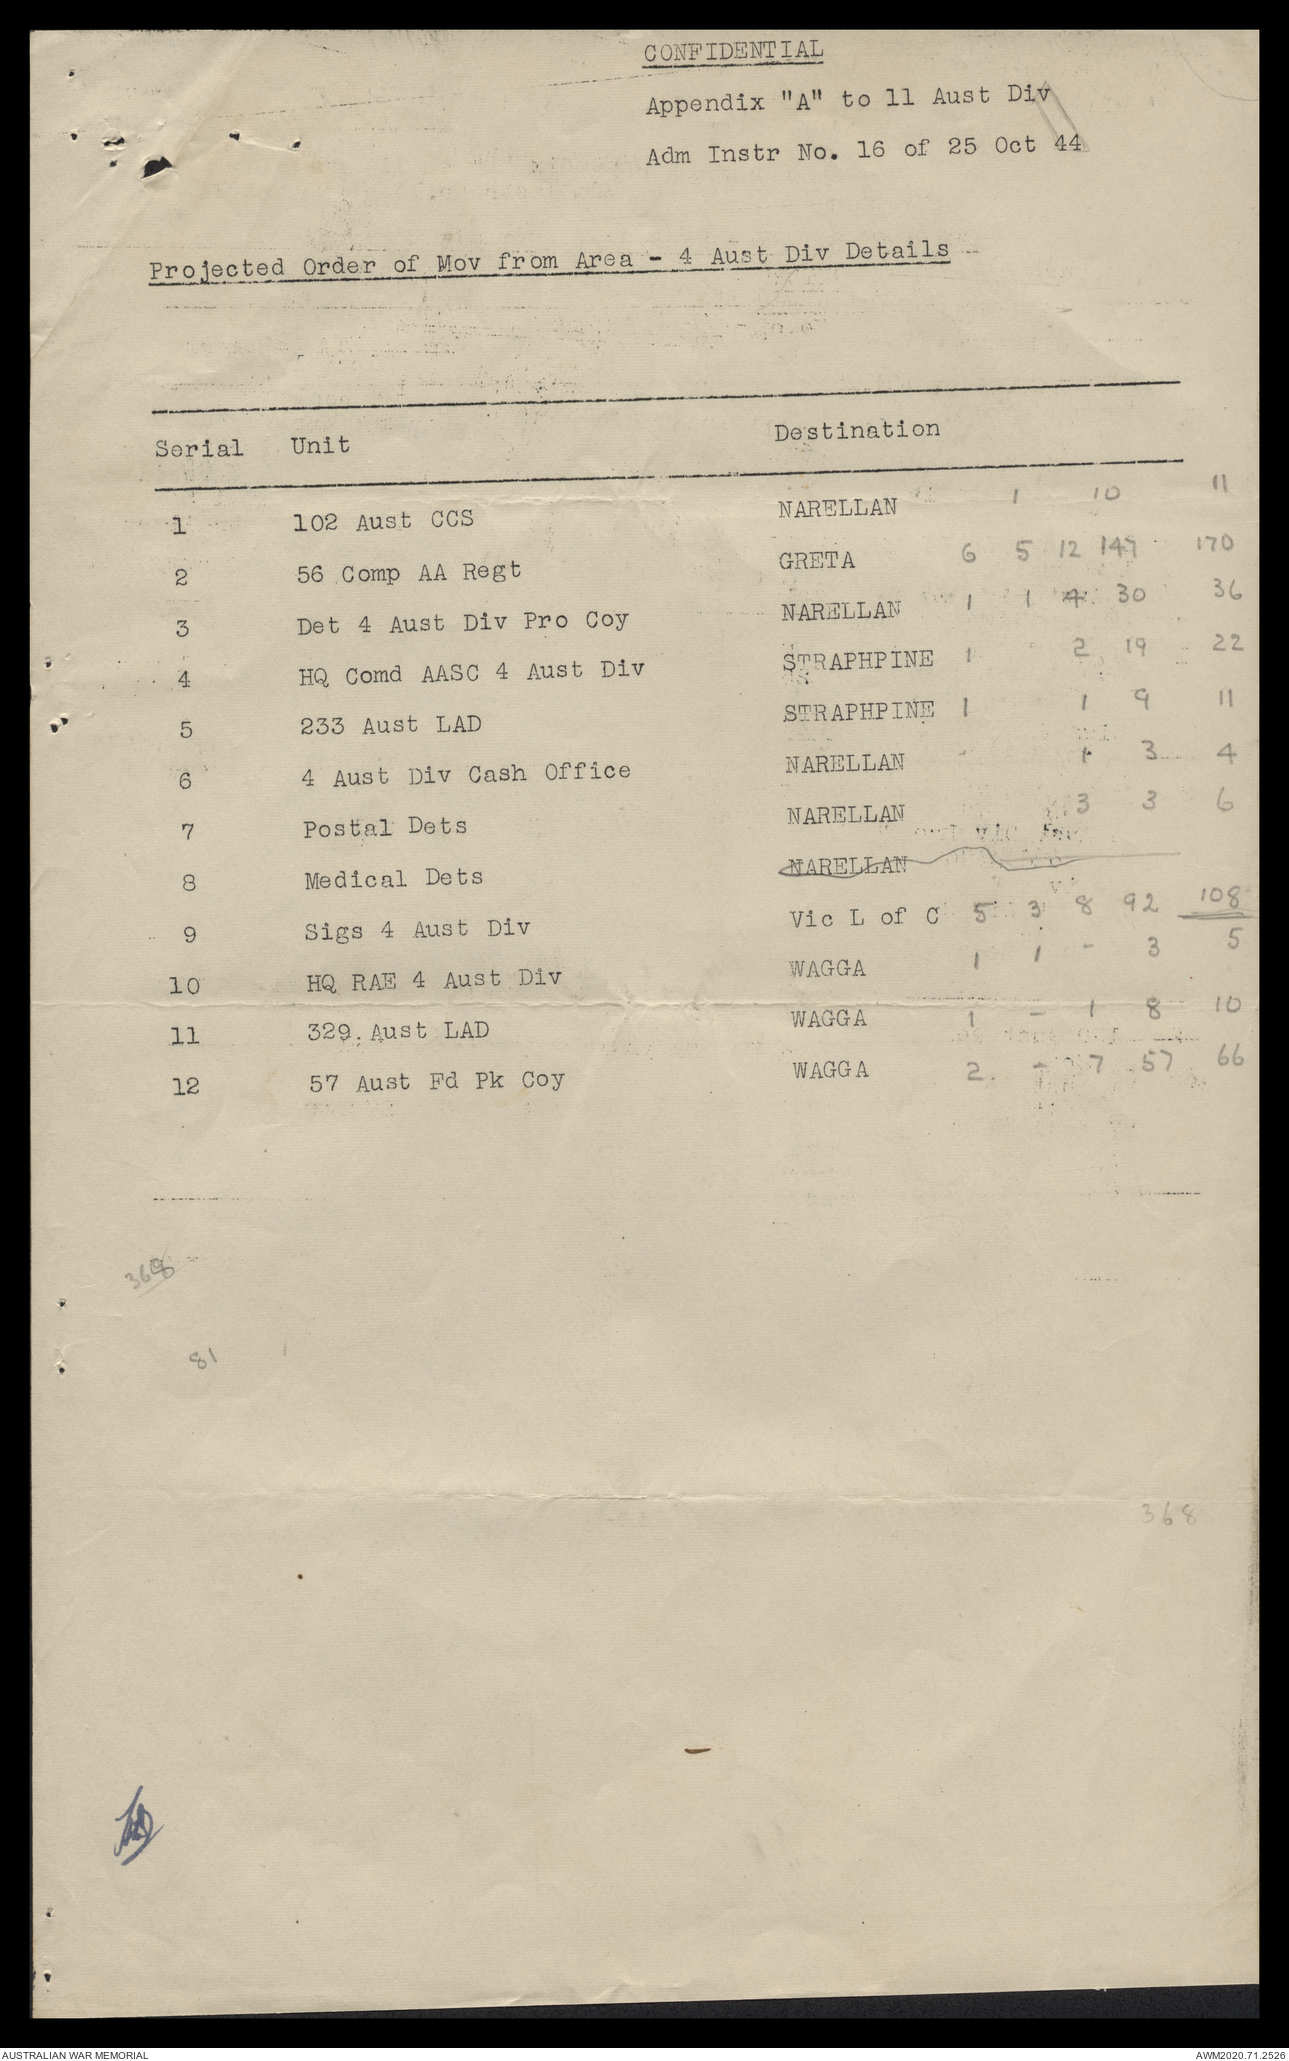 CONFIDENTIAL
Appendix "A" to 11 Aust Div
Adm Instr No. 16 of 25 Oct 44
Projected Order of Mov from Area - 4 Aust Div Details
Serial Unit Destination
1 102 Aust CCS NARELLAN 1 10 11
2 56 Comp AA Regt GRETA 6 5 12 147 170
3 Det 4 Aust Div Pro Coy NARELLAN 1 1 4 30 36
4 HQ Comd AASC 4 Aust Div STRAPHPINE 1 2 19 22
5 233 Aust LAD STRAPHPINE 1 1 9 11
6 4 Aust Div Cash Office NARELLAN 1 3 4
7 Postal Dets NARELLAN 3 3 6
8 Medical Dets NARELLAN
9 Sigs 4 Aust Div Vic L of C 5 3 8 92 108
10 HQ RAE 4 Aust Div WAGGA 1 1 - 3 5
11 329 Aust LAD WAGGA 1 - 1 8 10
12 57 Aust Fd Pk Coy WAGGA 2 - 7 57 66
368
81
368
AUSTRALIAN WAR MEMORIAL AWM2020.71.2526